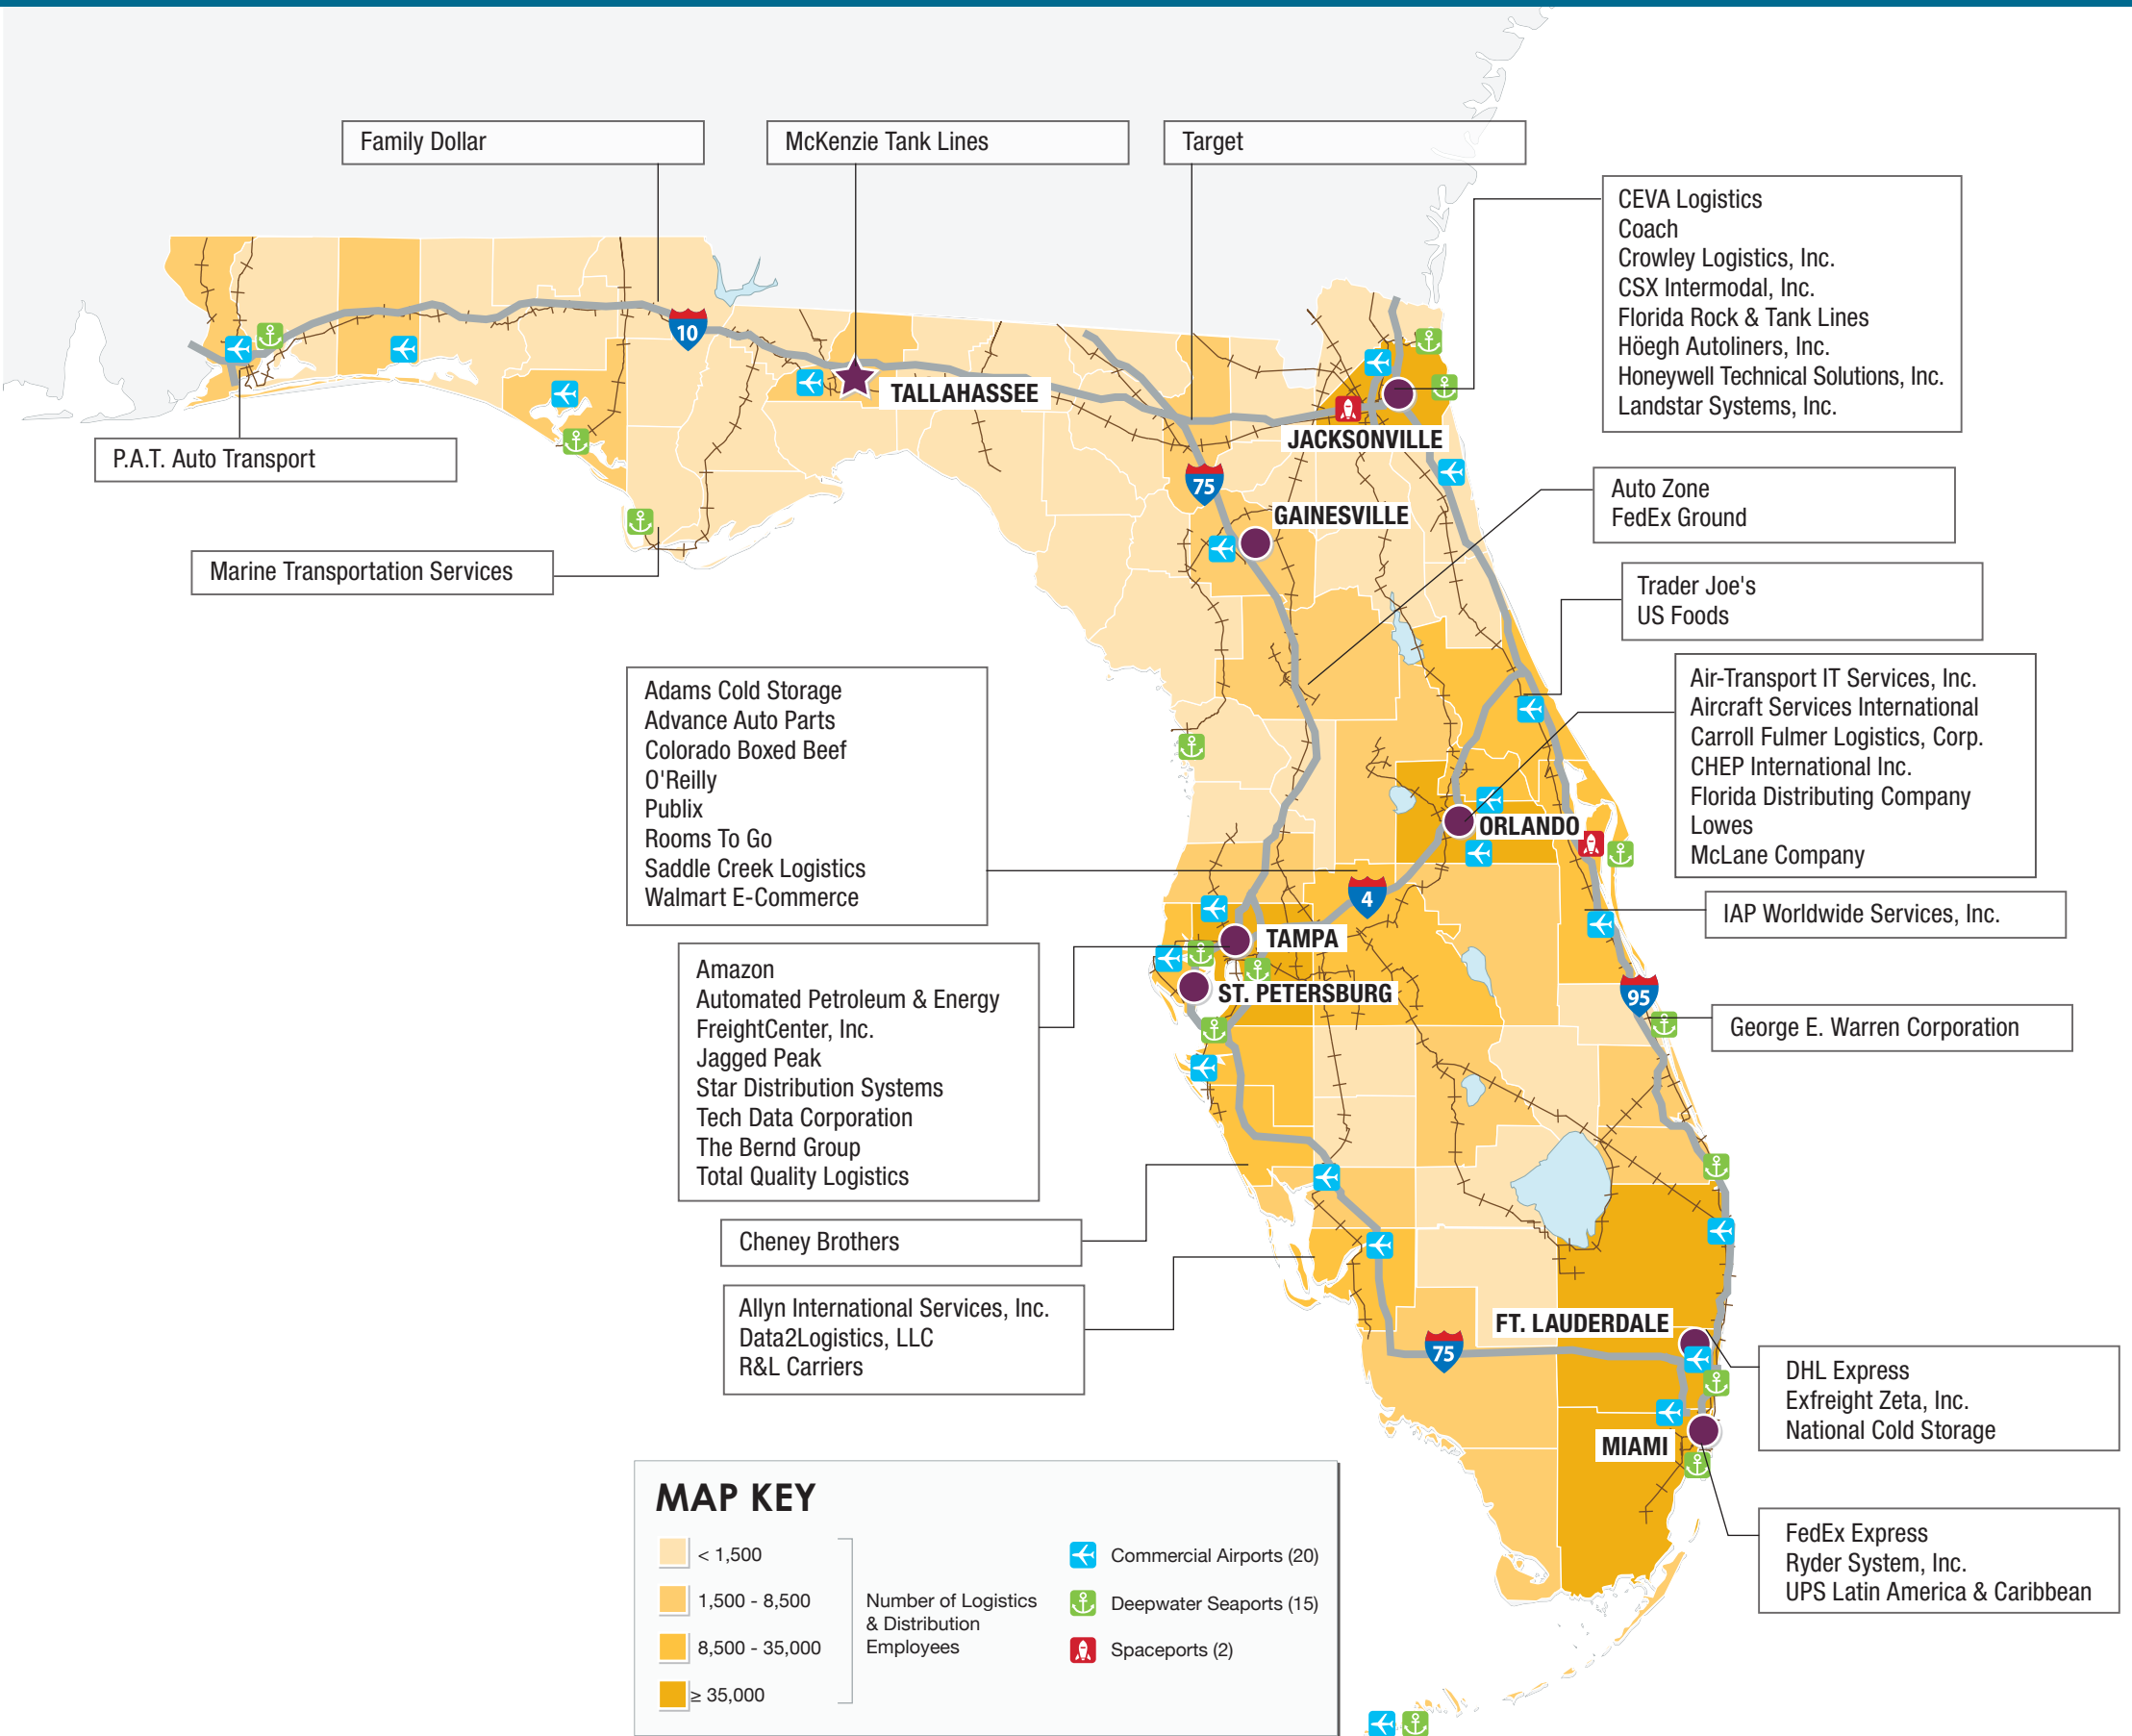 Family Dollar
McKenzie Tank Lines
Target
CEVA Logistics
Coach
Crowley Logistics, Inc.
CSX Intermodal, Inc.
Florida Rock & Tank Lines
Höegh Autoliners, Inc.
Honeywell Technical Solutions, Inc.
Landstar Systems, Inc.
10
TALLAHASSEE
JACKSONVILLE
P.A.T. Auto Transport
75
Auto Zone
FedEx Ground
GAINESVILLE
Marine Transportation Services
Trader Joe's
US Foods
Adams Cold Storage
Advance Auto Parts
Colorado Boxed Beef
O'Reilly
Publix
Rooms To Go
Saddle Creek Logistics
Walmart E-Commerce
Air-Transport IT Services, Inc.
Aircraft Services International
Carroll Fulmer Logistics, Corp.
CHEP International Inc.
Florida Distributing Company
Lowes
McLane Company
ORLANDO
4
IAP Worldwide Services, Inc.
TAMPA
Amazon
Automated Petroleum & Energy
FreightCenter, Inc.
Jagged Peak
Star Distribution Systems
Tech Data Corporation
The Bernd Group
Total Quality Logistics
ST. PETERSBURG
95
George E. Warren Corporation
Cheney Brothers
Allyn International Services, Inc.
Data2Logistics, LLC
R&L Carriers
FT. LAUDERDALE
75
DHL Express
Exfreight Zeta, Inc.
National Cold Storage
MIAMI
FedEx Express
Ryder System, Inc.
UPS Latin America & Caribbean
MAP KEY
< 1,500
1,500 - 8,500
8,500 - 35,000
≥ 35,000
Number of Logistics
& Distribution
Employees
Commercial Airports (20)
Deepwater Seaports (15)
Spaceports (2)